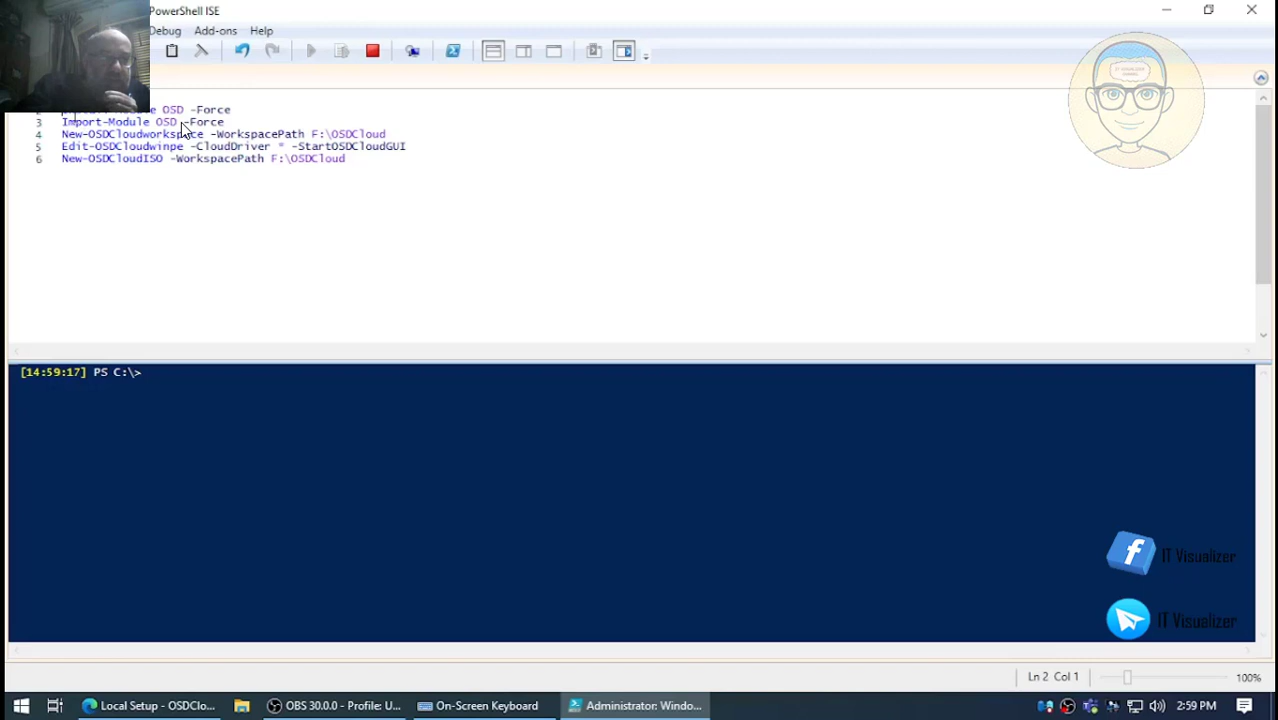 PowerShell ISE
Debug Add-ons Help
IT VISUALIZER
OSD -Force
3 Import-Module OSD -Force
4 New-OSDCloudworkspace -WorkspacePath F:\OSDCloud
5 Edit-OSDCloudwinpe -CloudDriver * -StartOSDCloudGUI
6 New-OSDCloudISO -WorkspacePath F:\OSDCloud
[14:59:17] PS C:\>
IT Visualizer
IT Visualizer
Ln 2 Col 1 100%
Local Setup - OSDClo... OBS 30.0.0 - Profile: U... On-Screen Keyboard Administrator: Windo... 2:59 PM